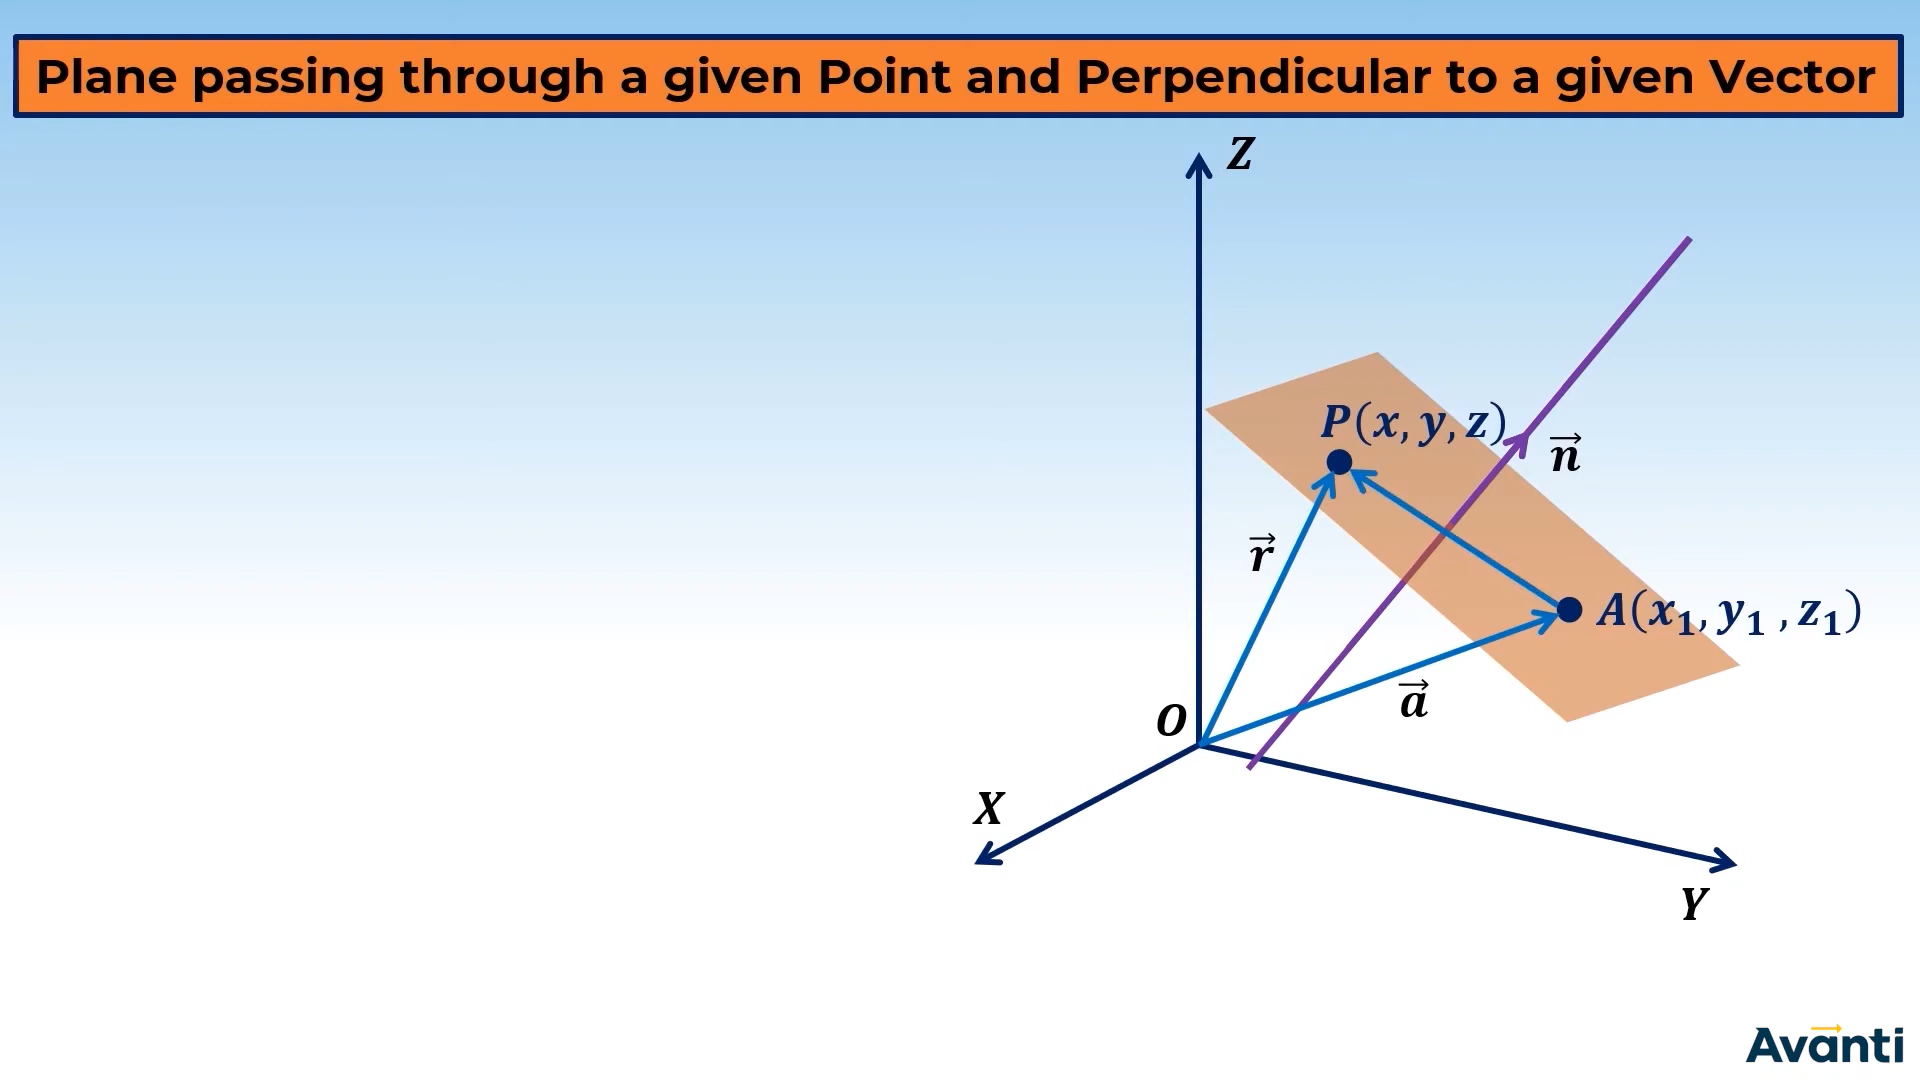 Plane passing through a given Point and Perpendicular to a given Vector
Z
P(x, y, z)
n⃗
r⃗
A(x₁, y₁ , z₁)
a⃗
O
X
Y
Avanti